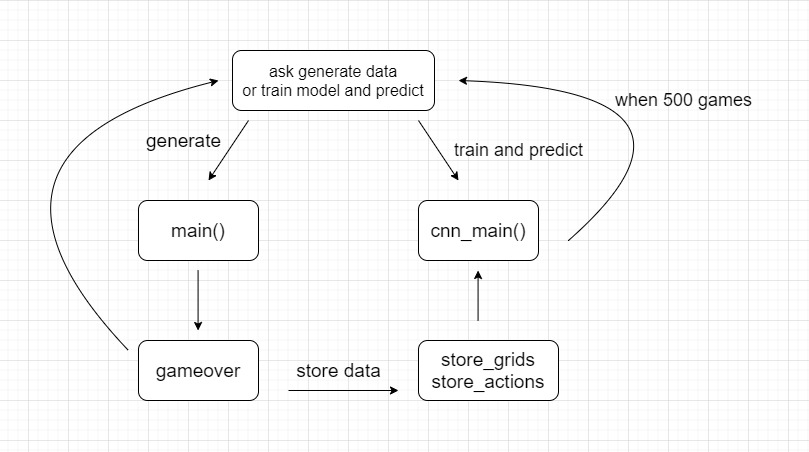 ask generate data
or train model and predict
when 500 games
generate
train and predict
main()
cnn_main()
gameover
store data
store_grids
store_actions